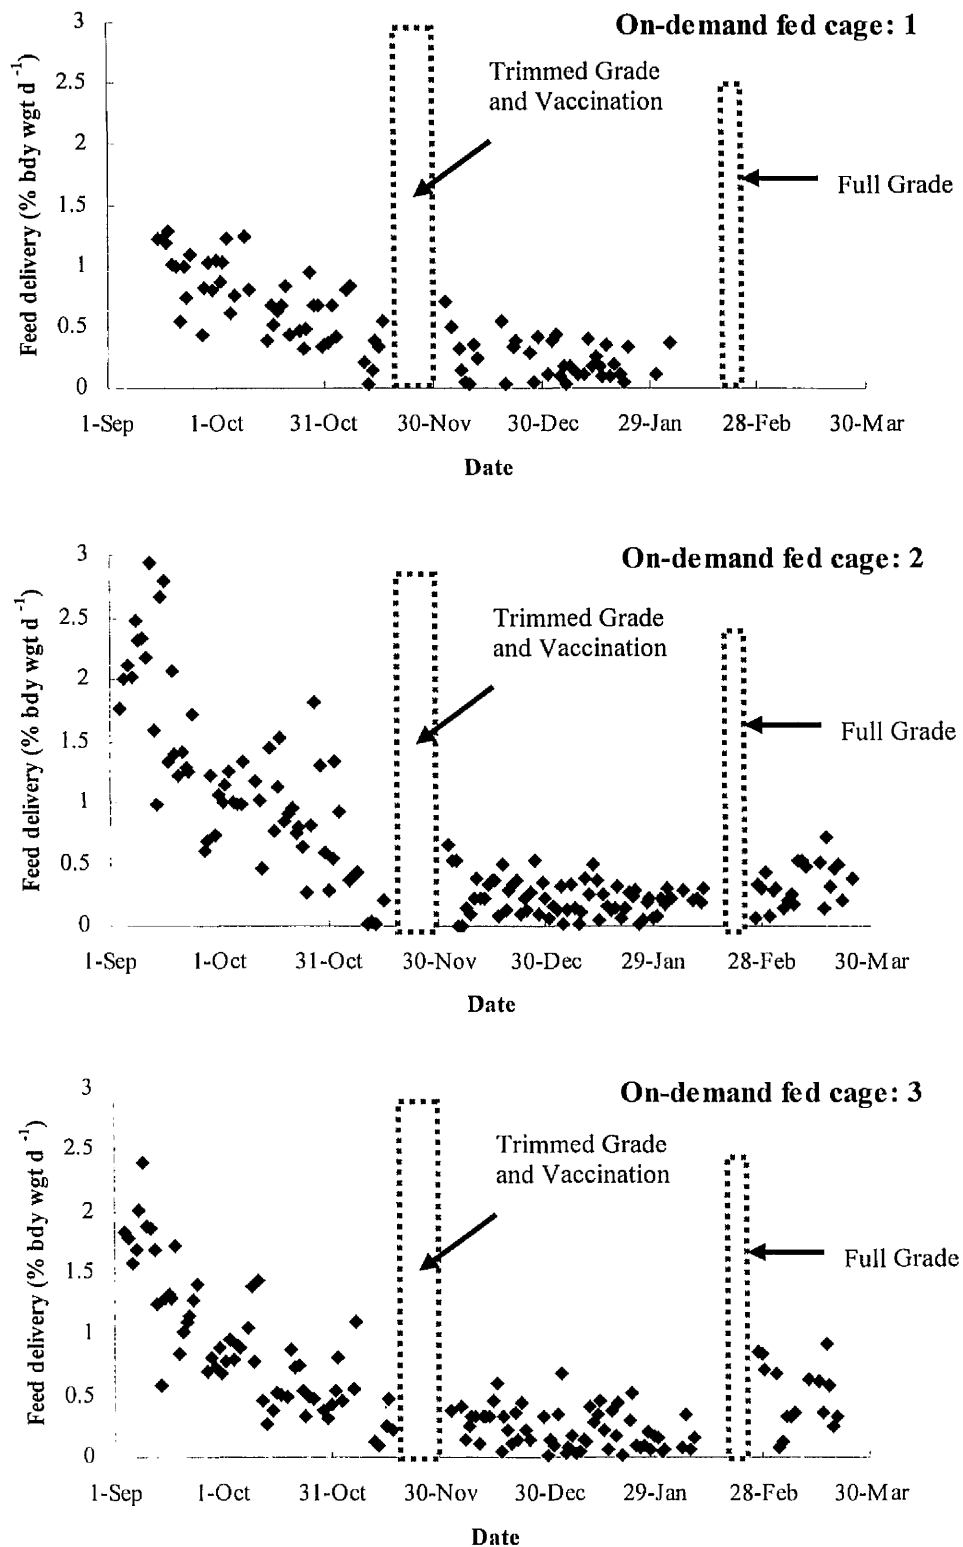 On-demand fed cage: 1
Trimmed Grade
and Vaccination
Full Grade
Feed delivery (% bdy wgt d -1)
3
2.5
2
1.5
1
0.5
0
1-Sep 1-Oct 31-Oct 30-Nov 30-Dec 29-Jan 28-Feb 30-Mar
Date
On-demand fed cage: 2
Trimmed Grade
and Vaccination
Full Grade
Feed delivery (% bdy wgt d -1)
3
2.5
2
1.5
1
0.5
0
1-Sep 1-Oct 31-Oct 30-Nov 30-Dec 29-Jan 28-Feb 30-Mar
Date
On-demand fed cage: 3
Trimmed Grade
and Vaccination
Full Grade
Feed delivery (% bdy wgt d -1)
3
2.5
2
1.5
1
0.5
0
1-Sep 1-Oct 31-Oct 30-Nov 30-Dec 29-Jan 28-Feb 30-Mar
Date